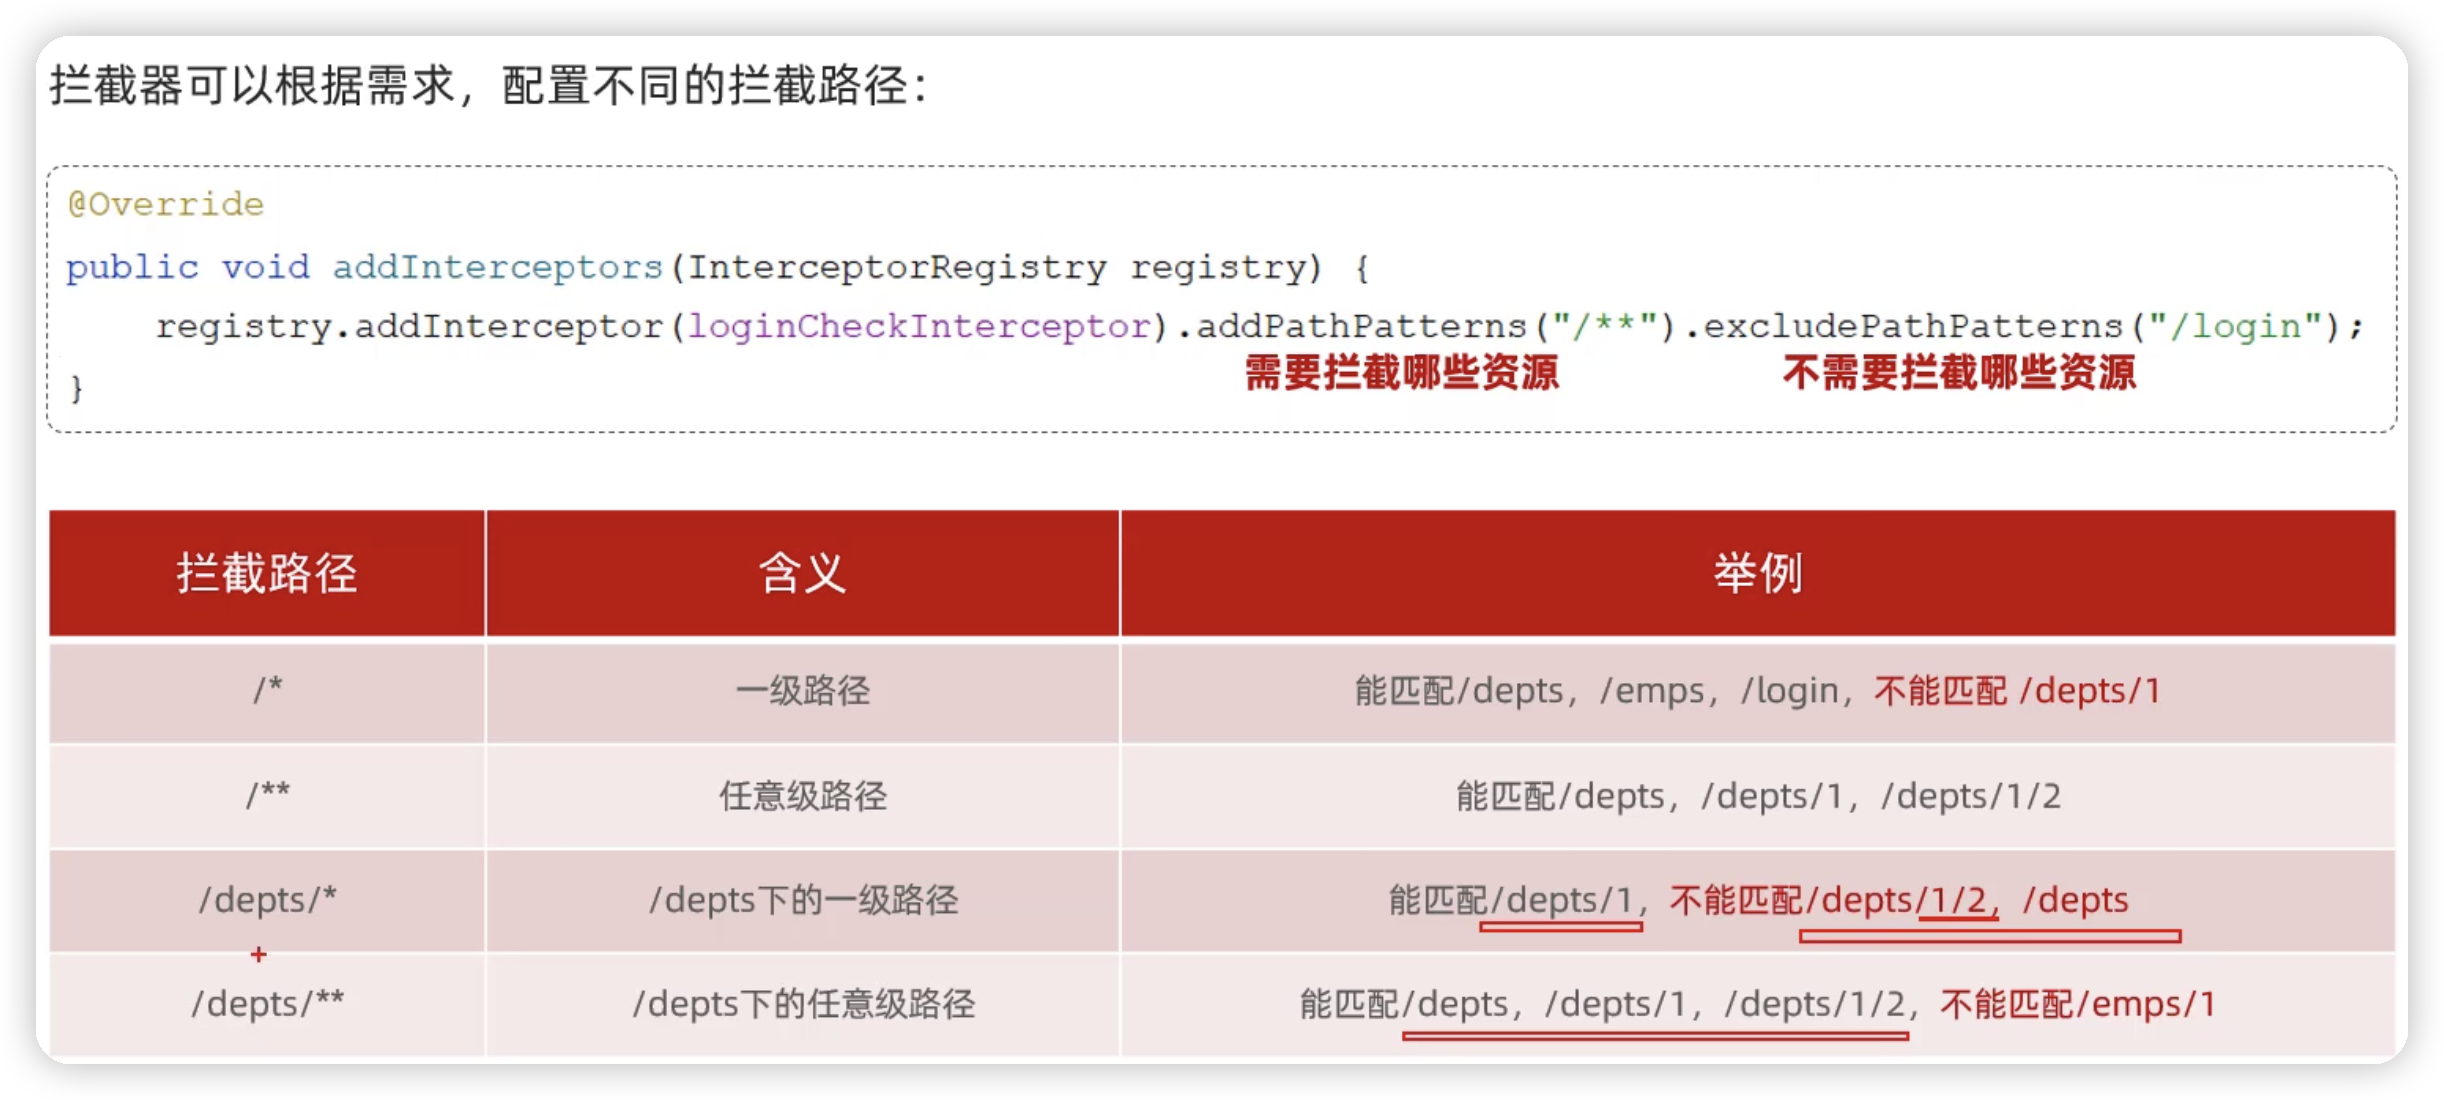 拦截器可以根据需求，配置不同的拦截路径：
@Override
public void addInterceptors(InterceptorRegistry registry) {
registry.addInterceptor(loginCheckInterceptor).addPathPatterns("/**").excludePathPatterns("/login");
需要拦截哪些资源 不需要拦截哪些资源
}
拦截路径 含义 举例
/* 一级路径 能匹配/depts，/emps，/login，不能匹配 /depts/1
/** 任意级路径 能匹配/depts，/depts/1，/depts/1/2
/depts/* /depts下的一级路径 能匹配/depts/1，不能匹配/depts/1/2，/depts
/depts/** /depts下的任意级路径 能匹配/depts，/depts/1，/depts/1/2，不能匹配/emps/1